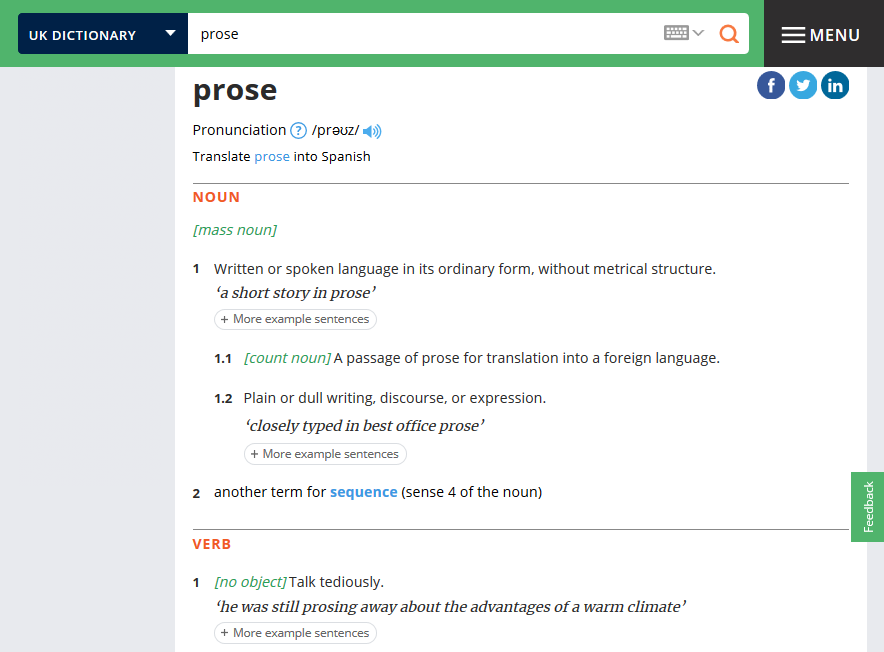 UK DICTIONARY prose MENU
prose
Pronunciation ? /prəʊz/
Translate prose into Spanish
NOUN
[mass noun]
1 Written or spoken language in its ordinary form, without metrical structure.
‘a short story in prose’
+ More example sentences
1.1 [count noun] A passage of prose for translation into a foreign language.
1.2 Plain or dull writing, discourse, or expression.
‘closely typed in best office prose’
+ More example sentences
2 another term for sequence (sense 4 of the noun)
Feedback
VERB
1 [no object] Talk tediously.
‘he was still prosing away about the advantages of a warm climate’
+ More example sentences